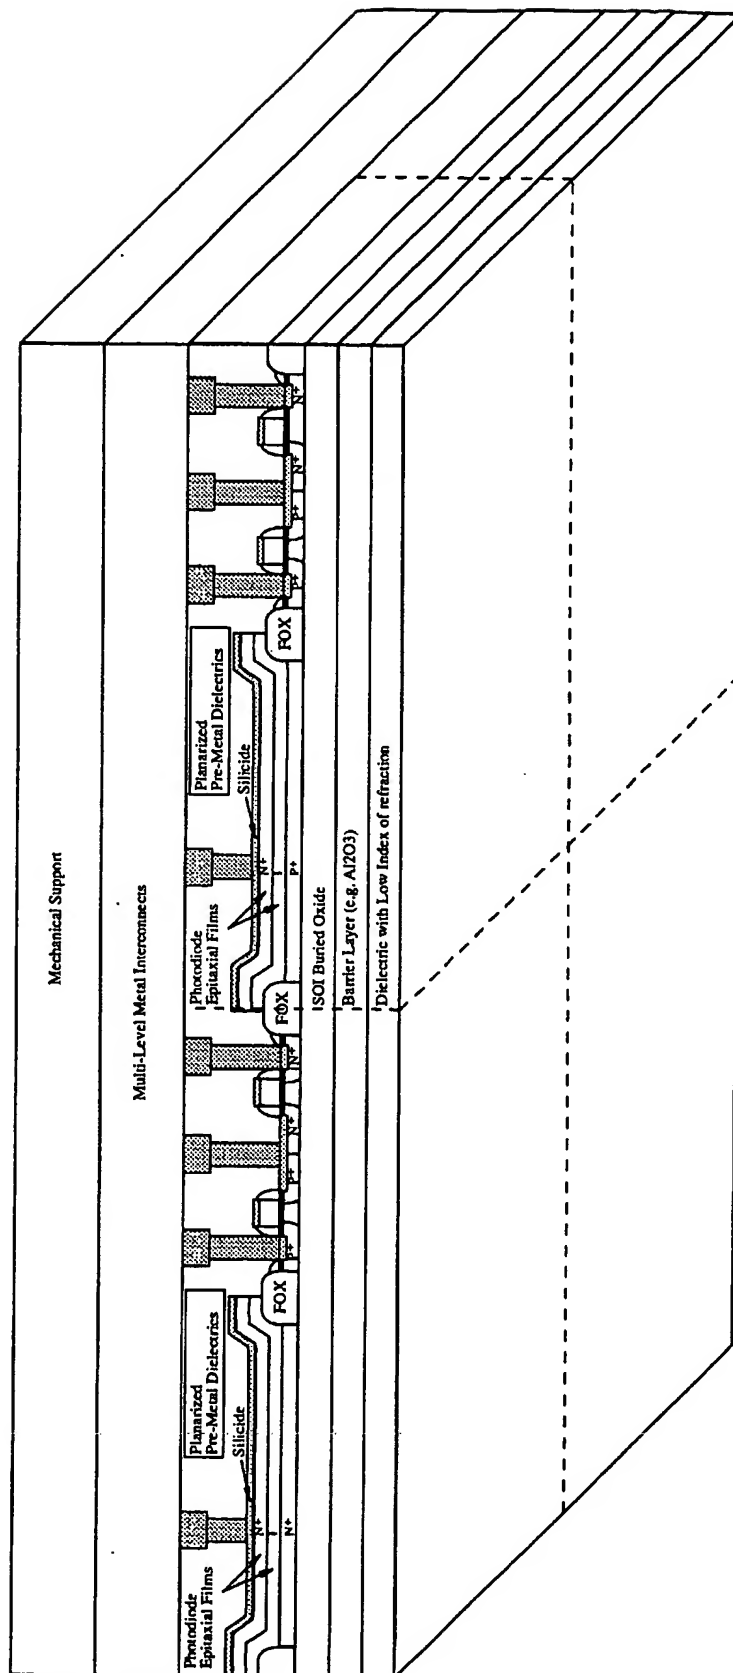 Mechanical Support
Multi-Level Metal Interconnects
Photodiode
Epitaxial Films
Planarized
Pre-Metal Dielectrics
Silicide
N+
I
N+
FOX
P+
P+
N+
N+
FOX
Photodiode
Epitaxial Films
Planarized
Pre-Metal Dielectrics
Silicide
N+
I
P+
FOX
P+
P+
N+
N+
SOI Buried Oxide
Barrier Layer (e.g. Al2O3)
Dielectric with Low Index of refraction